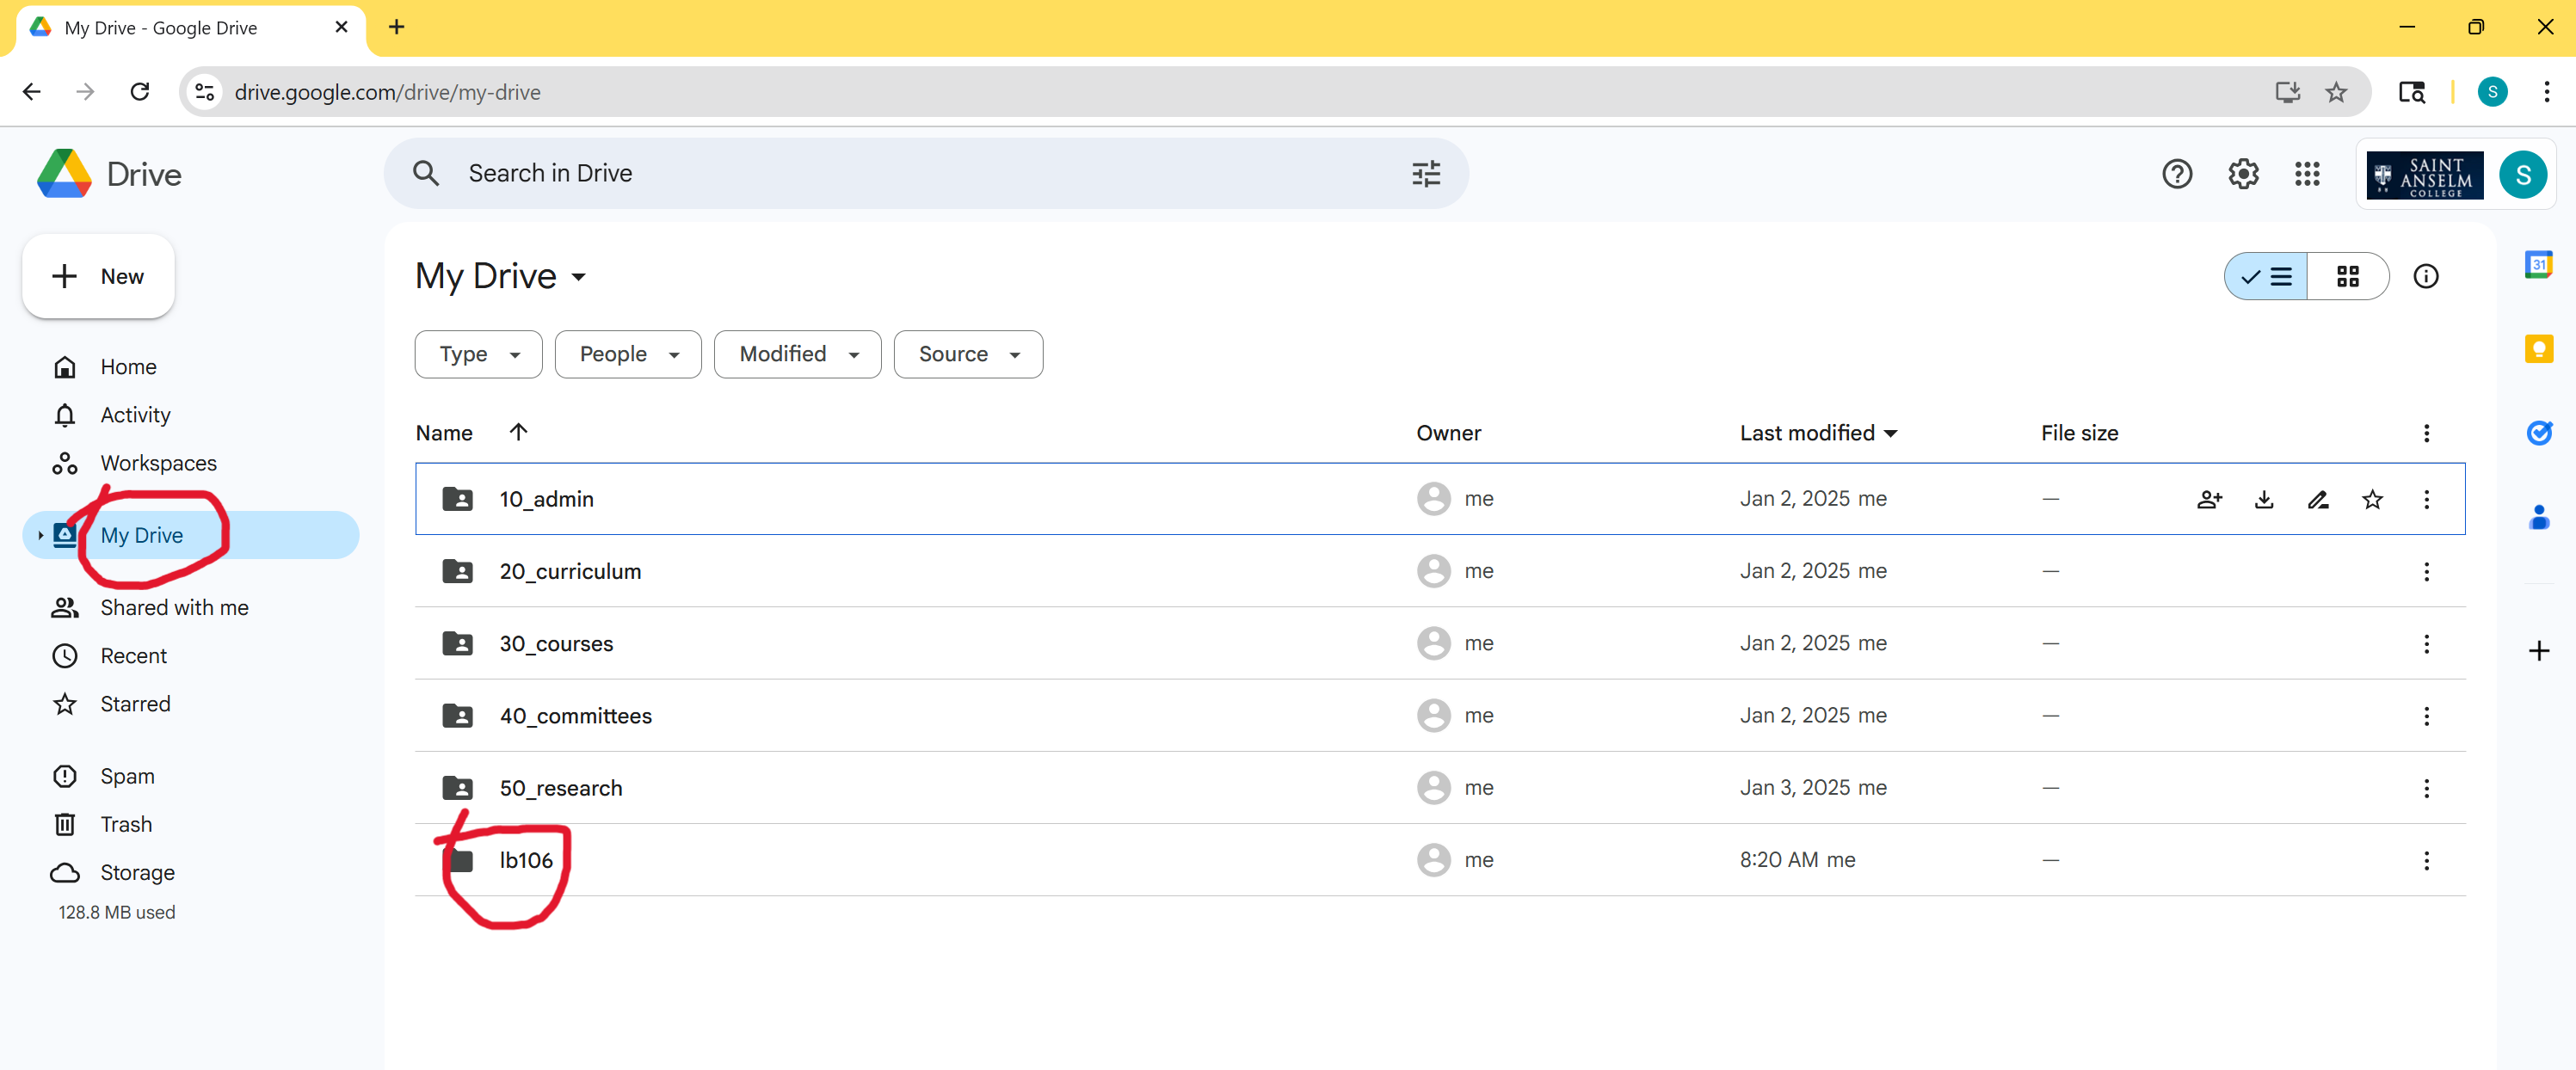 My Drive - Google Drive
drive.google.com/drive/my-drive
S
Drive
Search in Drive
SAINT
ANSELM
COLLEGE
S
New
My Drive
31
Type
People
Modified
Source
Home
Activity
Workspaces
My Drive
Shared with me
Recent
Starred
Spam
Trash
Storage
128.8 MB used
Name Owner Last modified File size
10_admin me Jan 2, 2025 me —
20_curriculum me Jan 2, 2025 me —
30_courses me Jan 2, 2025 me —
40_committees me Jan 2, 2025 me —
50_research me Jan 3, 2025 me —
lb106 me 8:20 AM me —